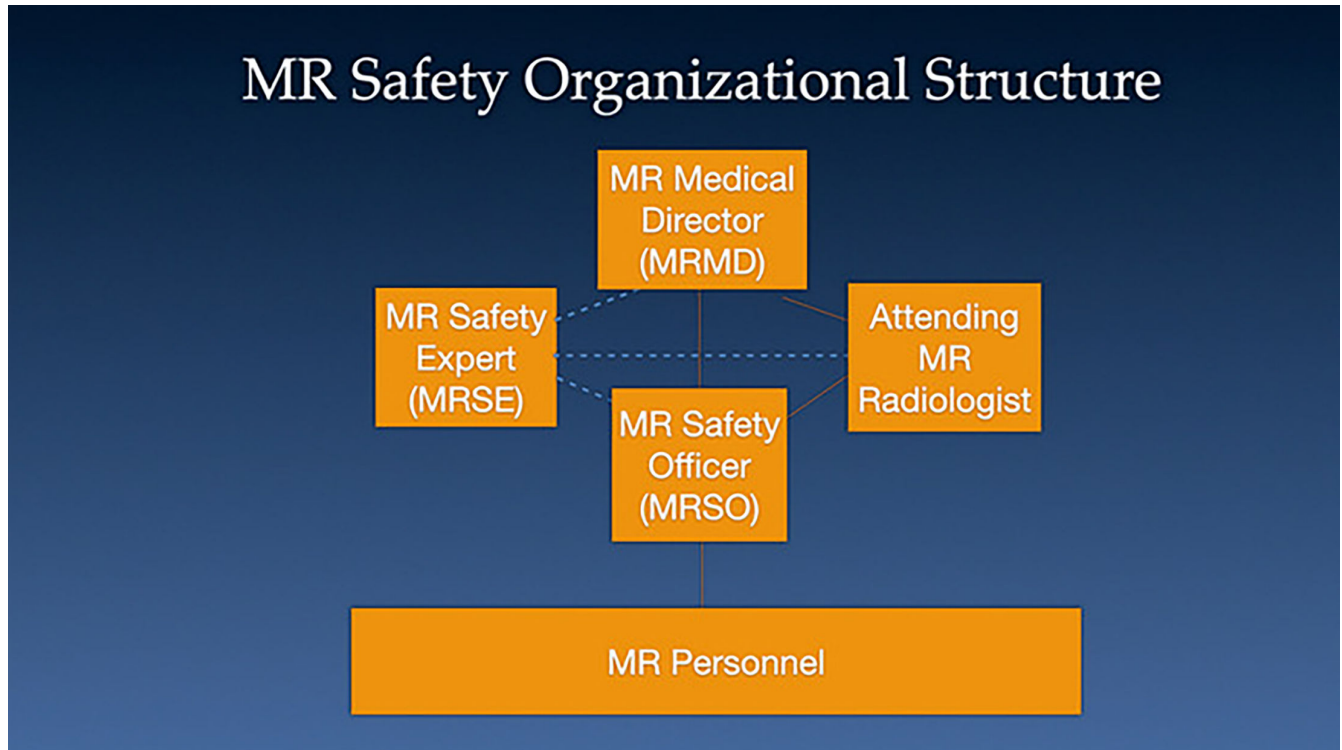 MR Safety Organizational Structure
MR Medical
Director
(MRMD)
MR Safety
Expert
(MRSE)
Attending
MR
Radiologist
MR Safety
Officer
(MRSO)
MR Personnel